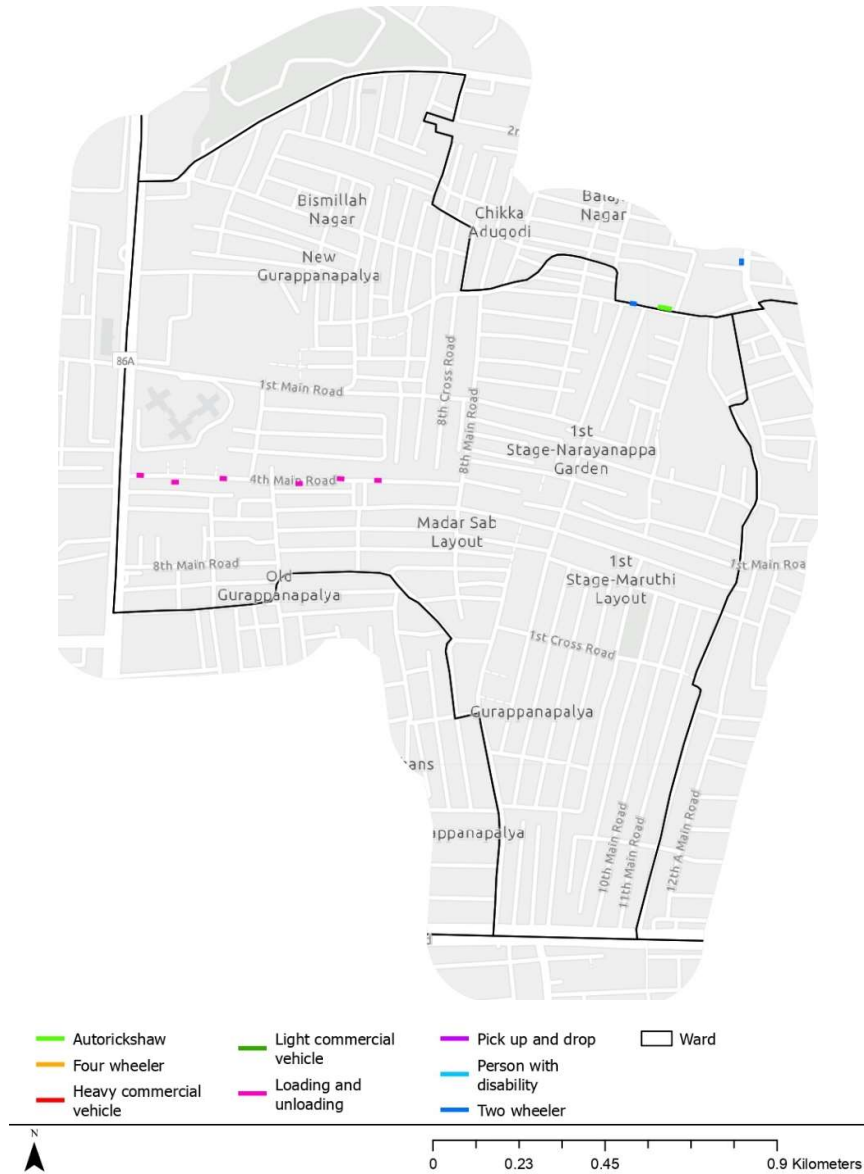 2r
Bismillah
Nagar
Chikka
Adugodi
Balaji
Nagar
New
Gurappanapalya
86A
1st Main Road
8th Cross Road
8th Main Road
1st
Stage-Narayanappa
Garden
4th Main Road
Madar Sab
Layout
8th Main Road
Old
Gurappanapalya
1st
Stage-Maruthi
Layout
1st Main Roa
1st Cross Road
Gurappanapalya
ans
appanapalya
10th Main Road
11th Main Road
12th A Main Road
d
Autorickshaw
Four wheeler
Heavy commercial
vehicle
Light commercial
vehicle
Loading and
unloading
Pick up and drop
Person with
disability
Two wheeler
Ward
N
0 0.23 0.45 0.9 Kilometers